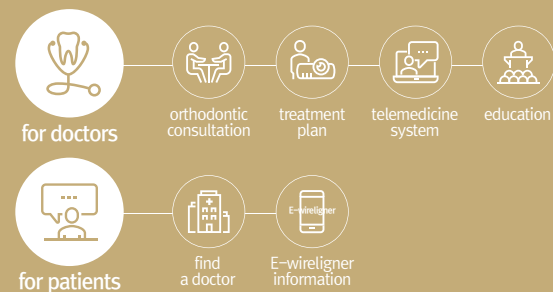 for doctors
orthodontic
consultation
treatment
plan
telemedicine
system
education
for patients
find
a doctor
E-wireligner
E-wireligner
information